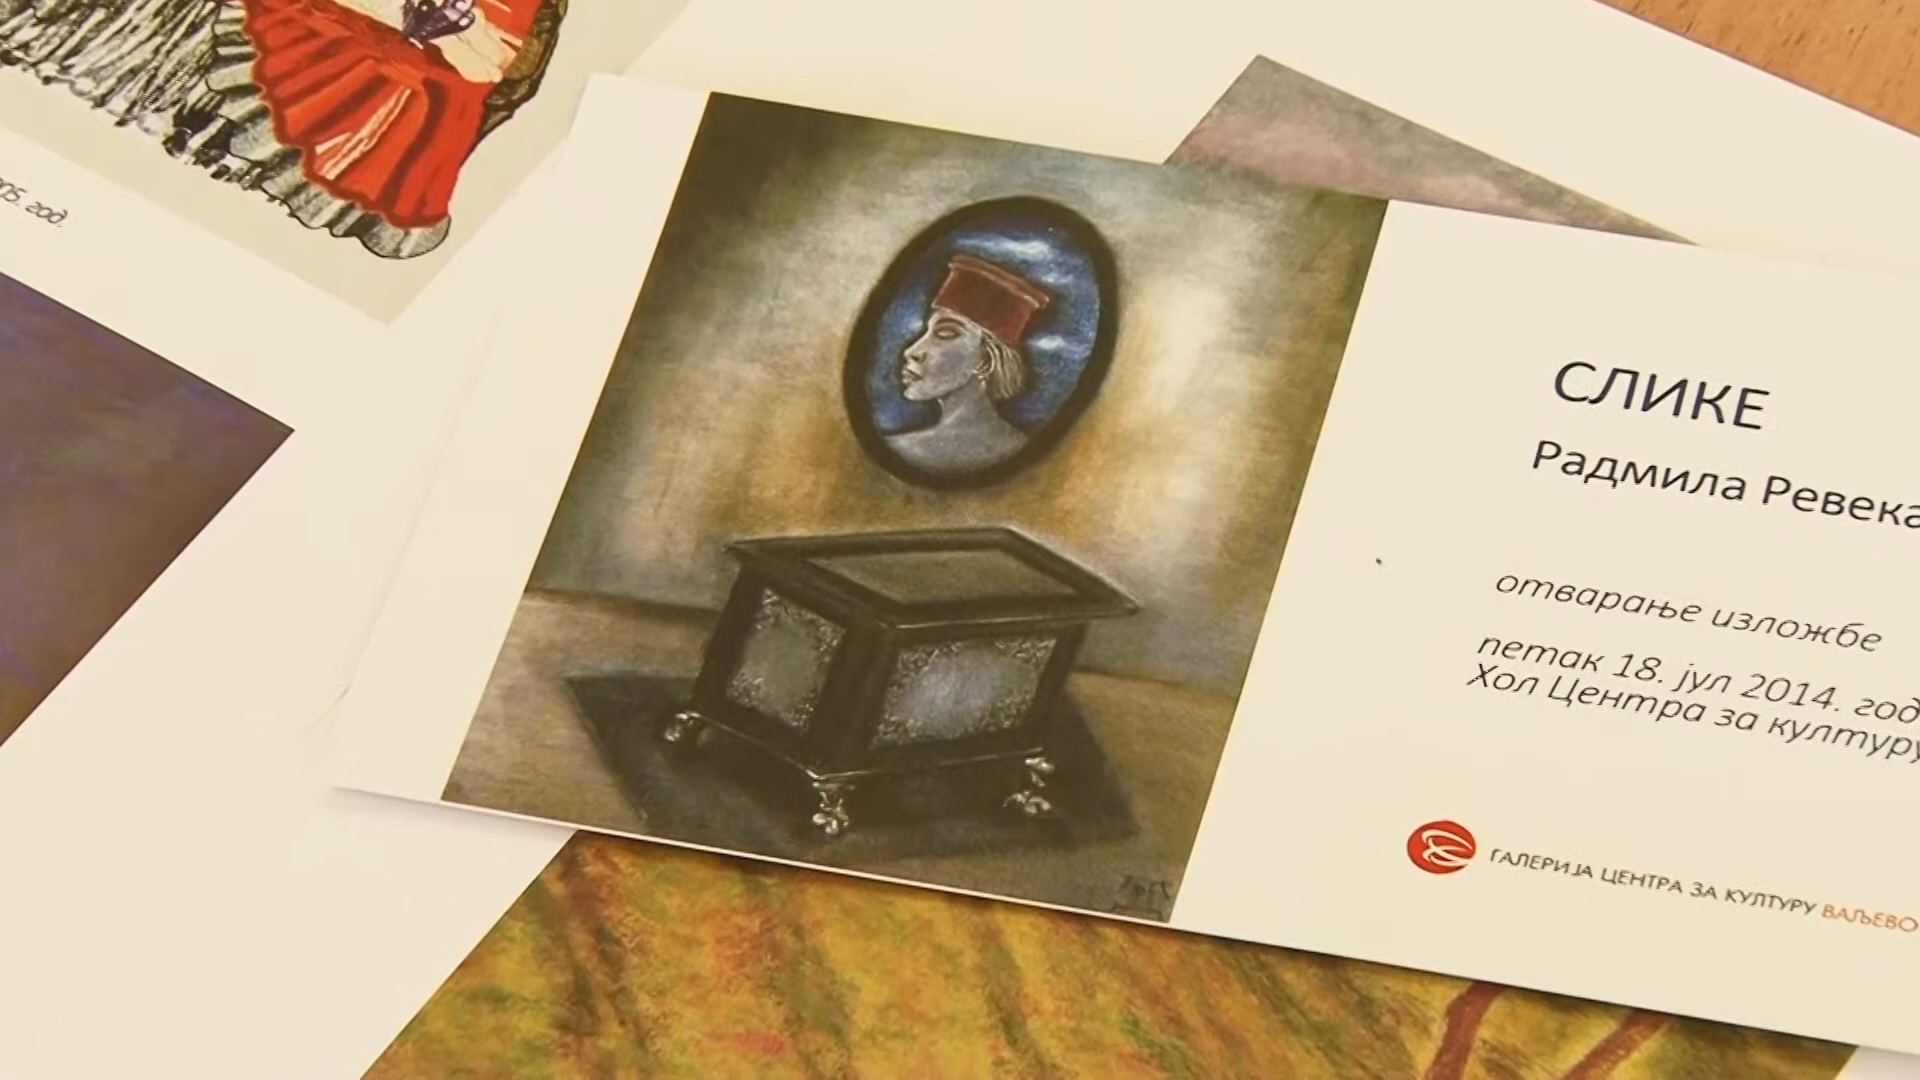 год.
СЛИКЕ
Радмила Ревека
отварање изложбе
петак 18. јул 2014. год
Хол Центра за културу
ГАЛЕРИЈА ЦЕНТРА ЗА КУЛТУРУ ВАЉЕВО